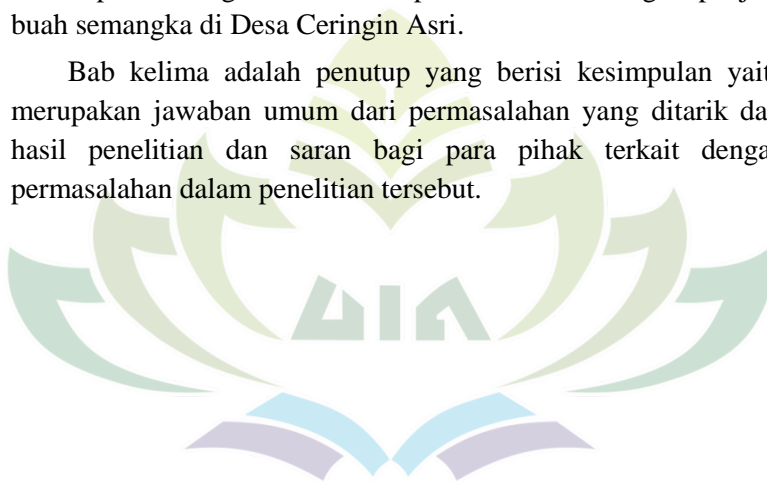 buah semangka di Desa Ceringin Asri.
Bab kelima adalah penutup yang berisi kesimpulan yait
merupakan jawaban umum dari permasalahan yang ditarik da
hasil penelitian dan saran bagi para pihak terkait denga
permasalahan dalam penelitian tersebut.
UIN